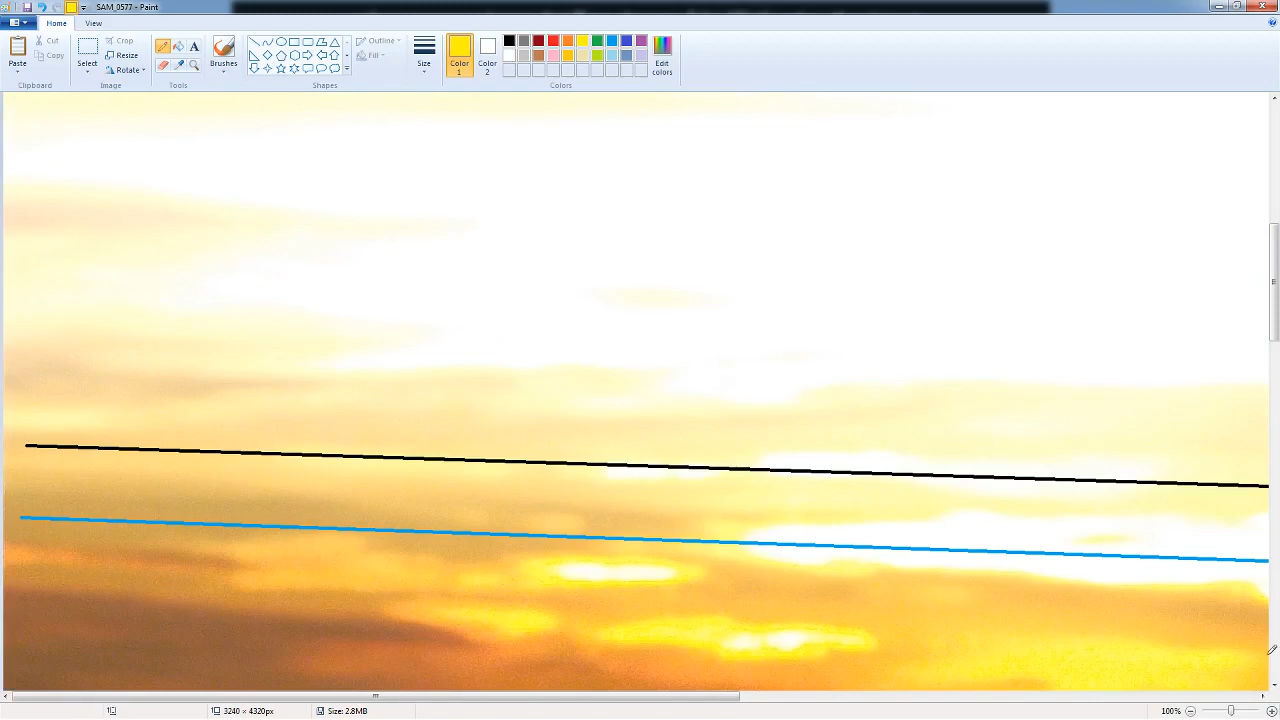 SAM_0577 - Paint
Home View
Paste
Cut
Copy
Clipboard
Select
Crop
Resize
Rotate
Image
A
Tools
Brushes
Outline
Fill
Shapes
Size
Color
1
Color
2
Edit
colors
Colors
3240 × 4320px
Size: 2.8MB
100%